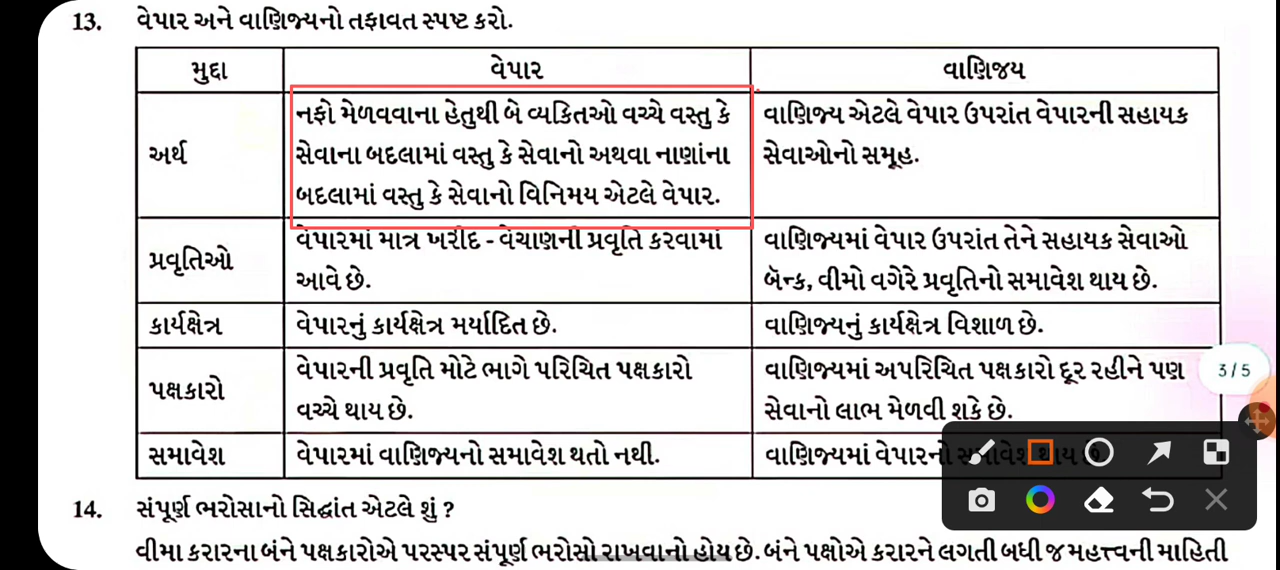 13. વેપાર અને વાણિજ્યનો તફાવત સ્પષ્ટ કરો.
મુદ્દા વેપાર વાણિજય
અર્થ
નફો મેળવવાના હેતુથી બે વ્યકિતઓ વચ્ચે વસ્તુ કે
સેવાના બદલામાં વસ્તુ કે સેવાનો અથવા નાણાંના
બદલામાં વસ્તુ કે સેવાનો વિનિમય એટલે વેપાર.
વાણિજ્ય એટલે વેપાર ઉપરાંત વેપારની સહાયક
સેવાઓનો સમૂહ.
પ્રવૃતિઓ
વેપારમાં માત્ર ખરીદ - વેચાણની પ્રવૃતિ કરવામાં
આવે છે.
વાણિજ્યમાં વેપાર ઉપરાંત તેને સહાયક સેવાઓ
બૅન્ક, વીમો વગેરે પ્રવૃતિનો સમાવેશ થાય છે.
કાર્યક્ષેત્ર
વેપારનું કાર્યક્ષેત્ર મર્યાદિત છે.
વાણિજ્યનું કાર્યક્ષેત્ર વિશાળ છે.
પક્ષકારો
વેપારની પ્રવૃતિ મોટે ભાગે પરિચિત પક્ષકારો
વચ્ચે થાય છે.
વાણિજ્યમાં અપરિચિત પક્ષકારો દૂર રહીને પણ
સેવાનો લાભ મેળવી શકે છે.
3/5
સમાવેશ
વેપારમાં વાણિજ્યનો સમાવેશ થતો નથી.
વાણિજ્યમાં વેપારનો સમાવેશ થાય છે.
14. સંપૂર્ણ ભરોસાનો સિદ્ધાંત એટલે શું ?
વીમા કરારના બંને પક્ષકારોએ પરસ્પર સંપૂર્ણ ભરોસો રાખવાનો હોય છે. બંને પક્ષોએ કરારને લગતી બધી જ મહત્ત્વની માહિતી